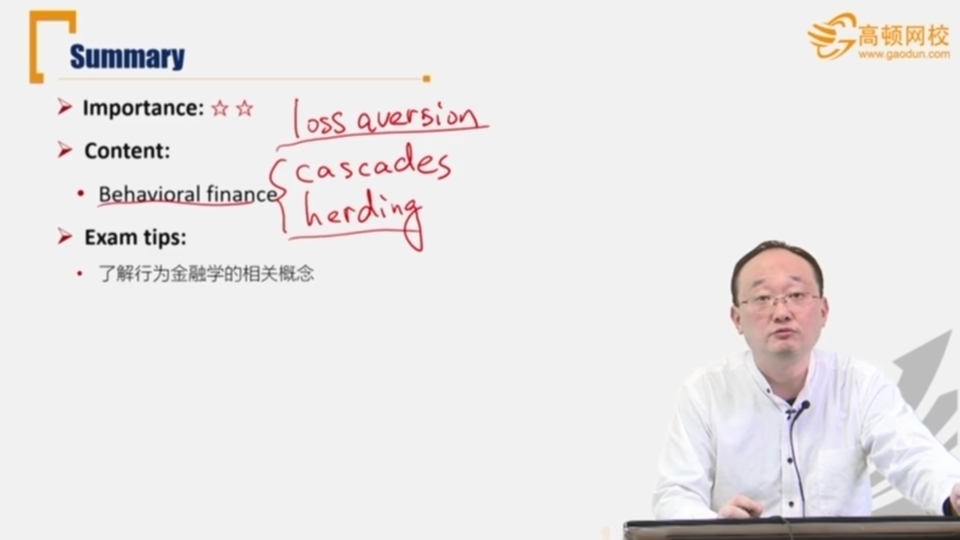 Summary
高顿网校
www.gaodun.com
Importance: ☆ ☆
loss aversion
Content:
cascades
Behavioral finance
herding
Exam tips:
了解行为金融学的相关概念